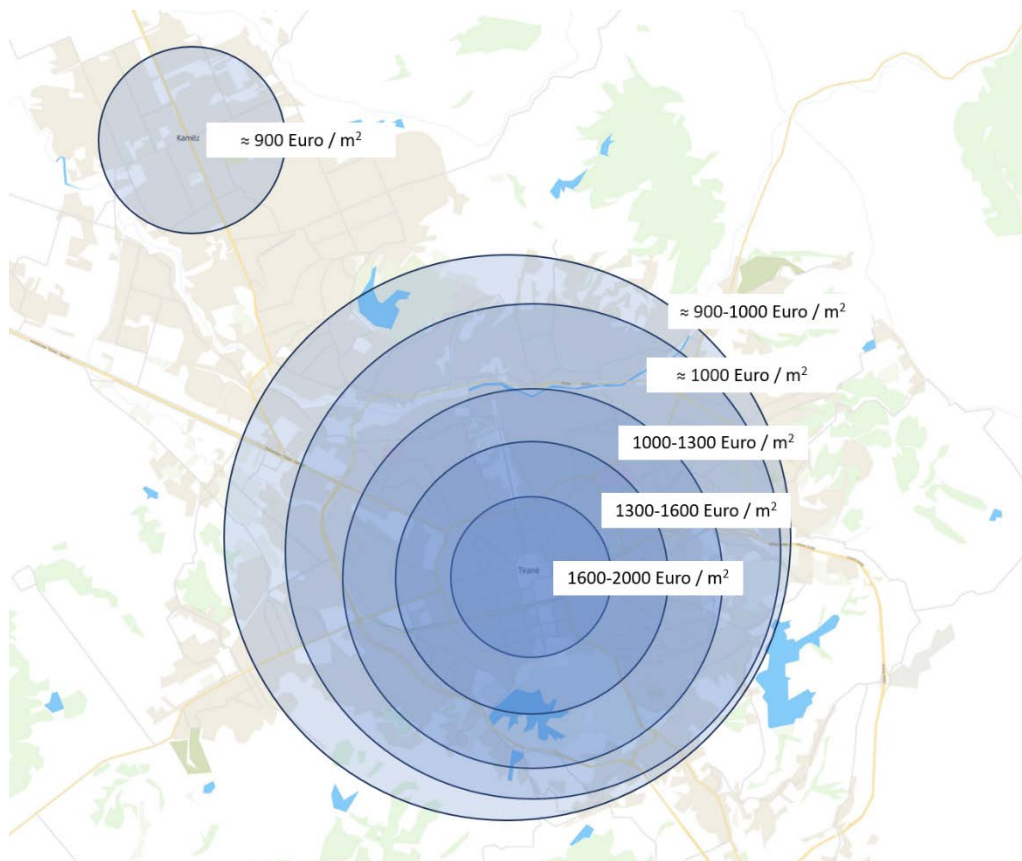 Kamëz
≈ 900 Euro / m²
≈ 900-1000 Euro / m²
≈ 1000 Euro / m²
1000-1300 Euro / m²
1300-1600 Euro / m²
Tiranë
1600-2000 Euro / m²